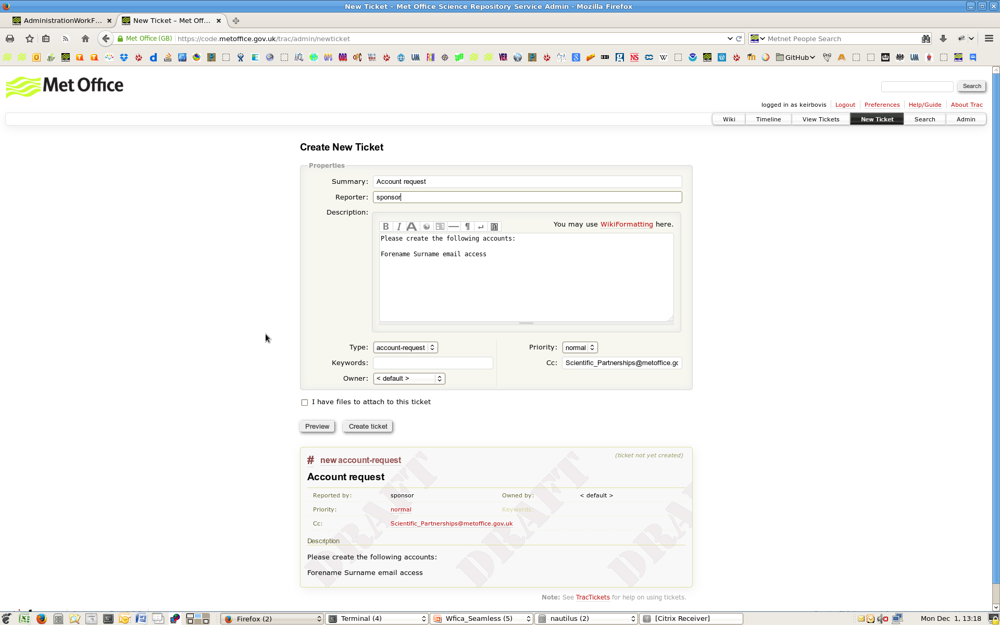 New Ticket – Met Office Science Repository Service Admin - Mozilla Firefox
AdministrationWorkF...
New Ticket – Met Off...
Met Office (GB)
https://code.metoffice.gov.uk/trac/admin/newticket
Metnet People Search
GitHub
Met Office
Search
logged in as keirbovis
Logout
Preferences
Help/Guide
About Trac
Wiki
Timeline
View Tickets
New Ticket
Search
Admin
Create New Ticket
Properties
Summary: Account request
Reporter: sponsor
Description:
You may use WikiFormatting here.
Please create the following accounts:
Forename Surname email access
Type: account-request
Priority: normal
Keywords:
Cc: Scientific_Partnerships@metoffice.gc
Owner: < default >
I have files to attach to this ticket
Preview
Create ticket
(ticket not yet created)
# new account-request
Account request
Reported by: sponsor
Owned by: < default >
Priority: normal
Keywords:
Cc: Scientific_Partnerships@metoffice.gov.uk
Description
Please create the following accounts:
Forename Surname email access
DRAFT DRAFT DRA
Note: See TracTickets for help on using tickets.
Firefox (2)
Terminal (4)
Wfica_Seamless (5)
nautilus (2)
[Citrix Receiver]
Mon Dec 1, 13:18